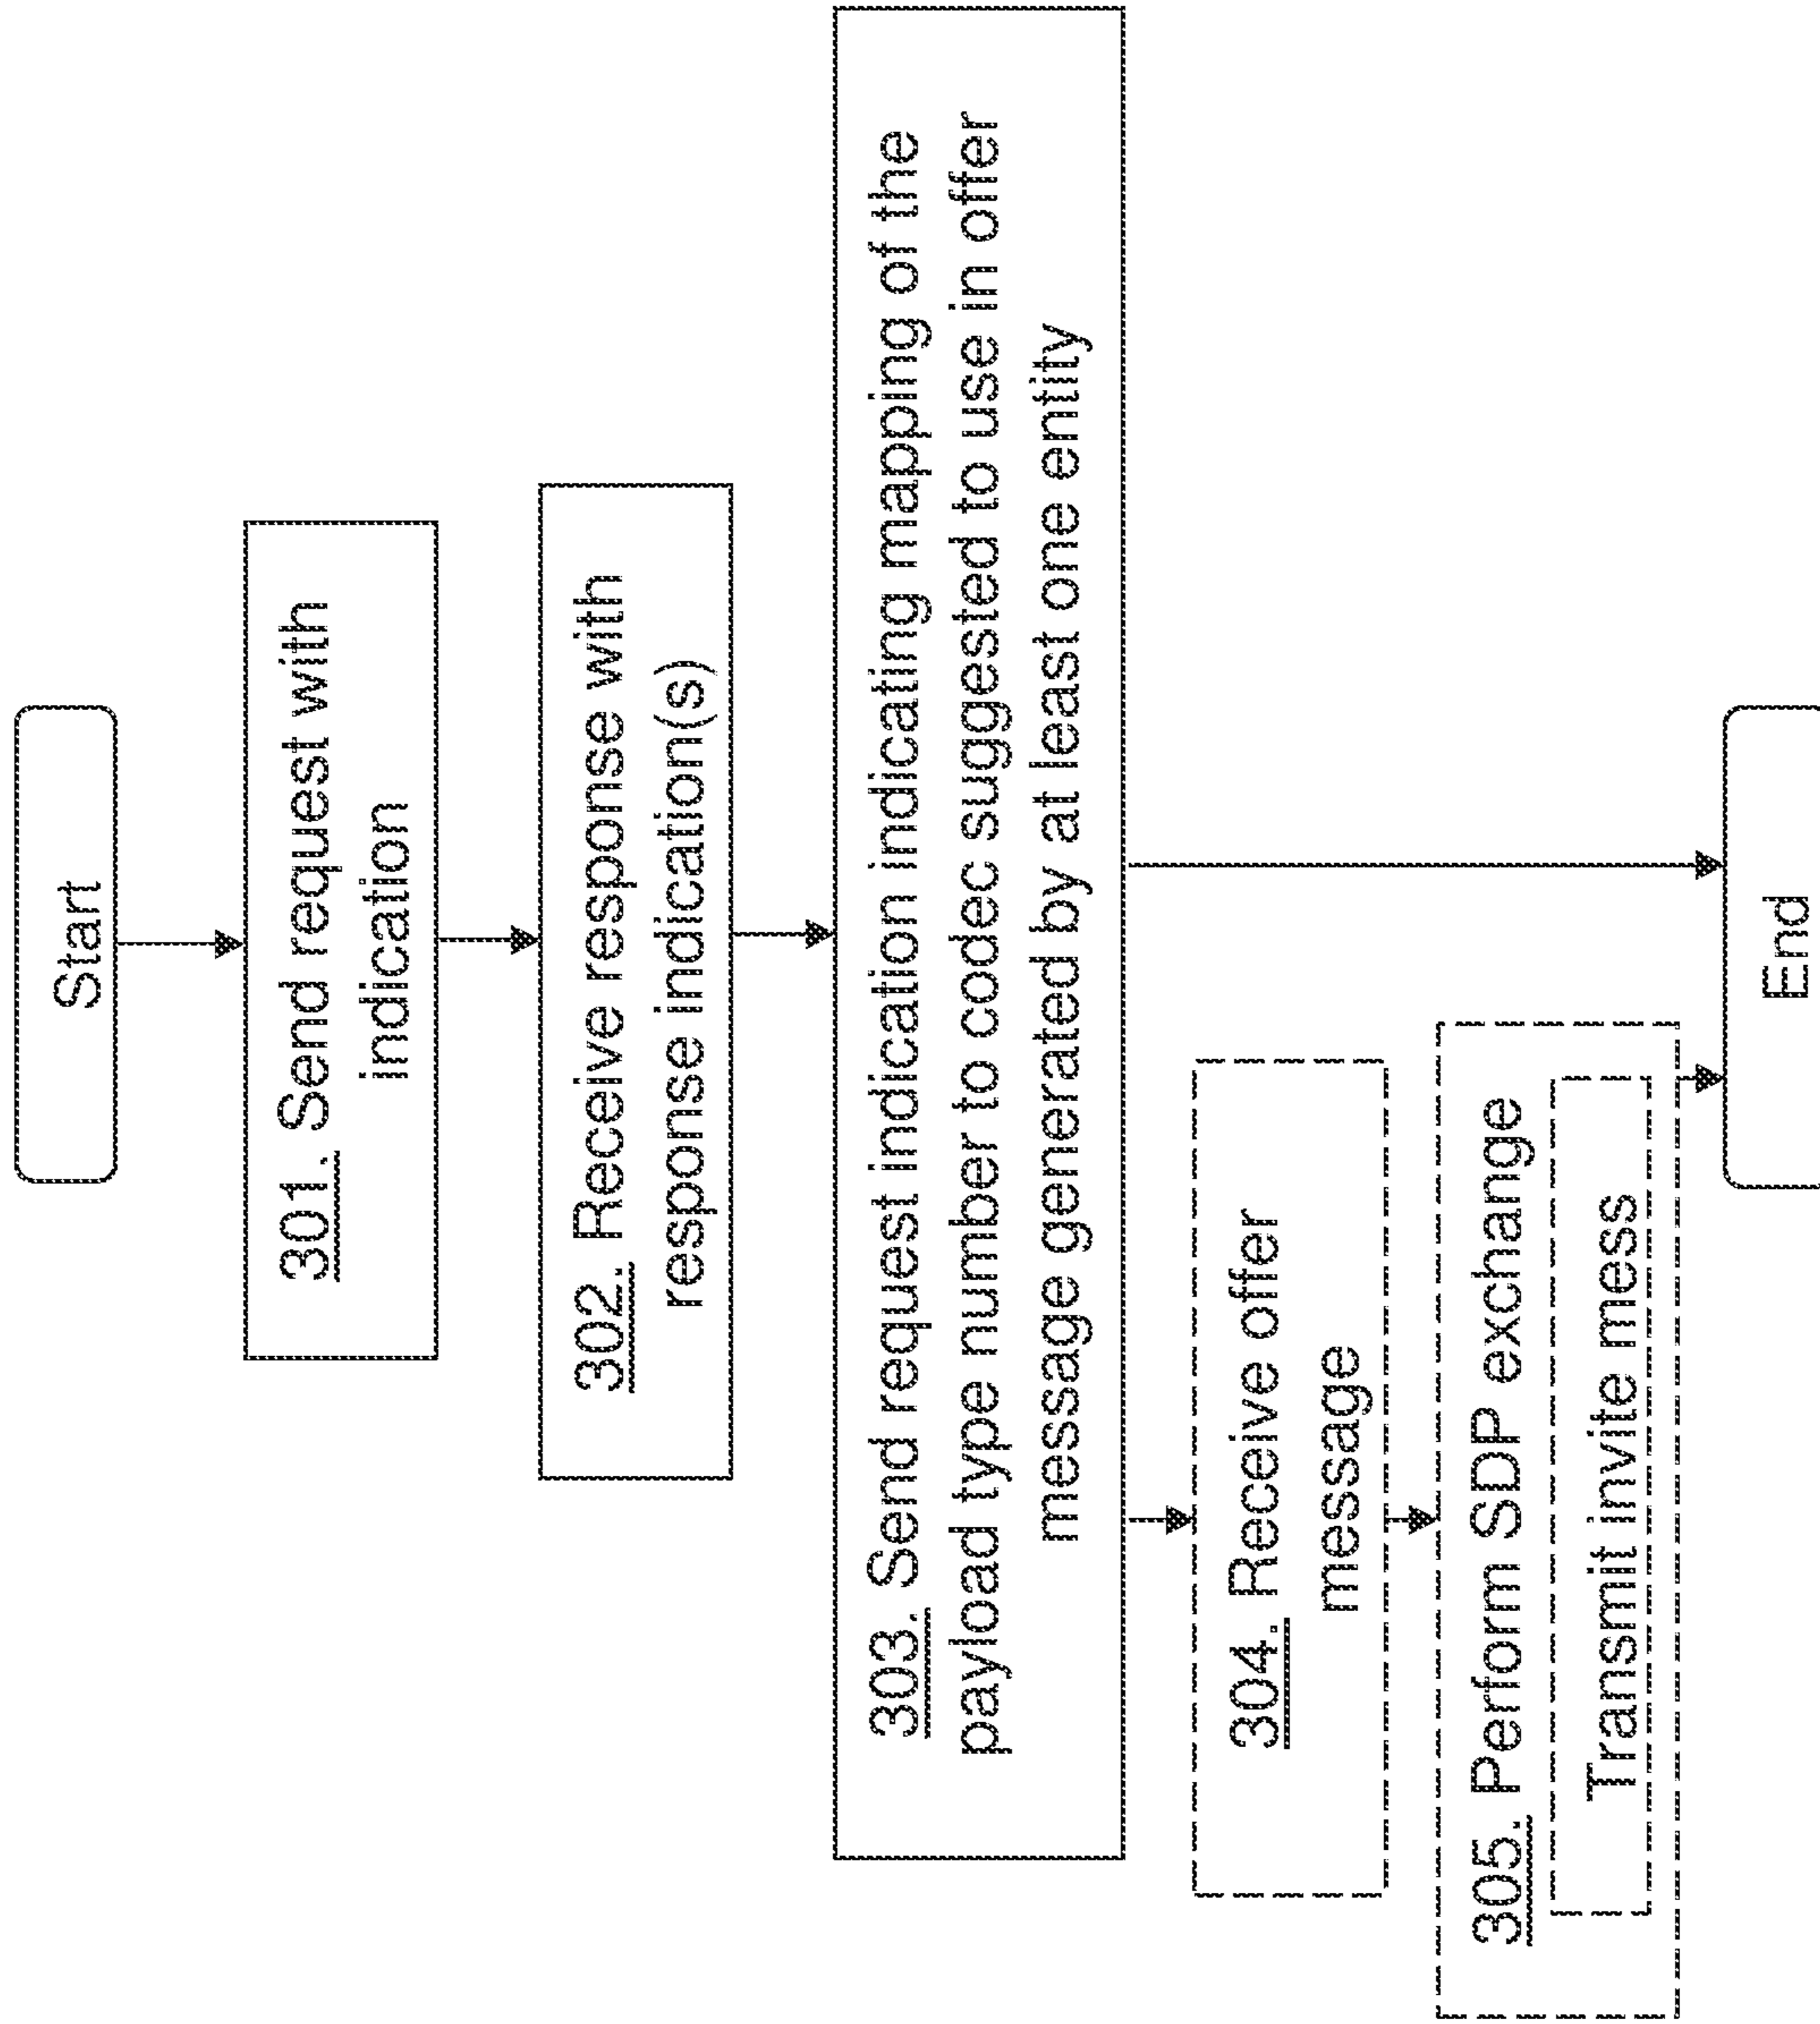 Start
301. Send request with
indication
302. Receive response with
response indication(s)
303. Send request indication indicating mapping of the
payload type number to codec suggested to use in offer
message generated by at least one entity
304. Receive offer
message
305. Perform SDP exchange
Transmit invite mess
End